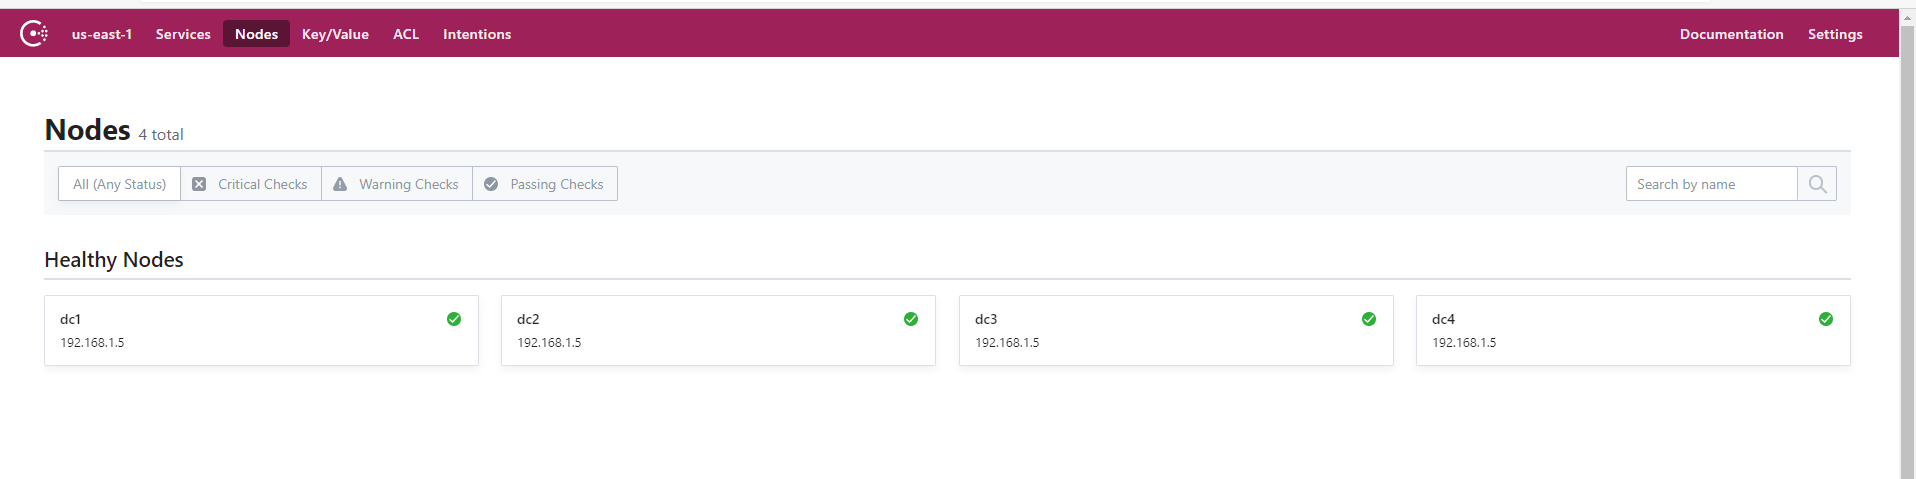 us-east-1 Services Nodes Key/Value ACL Intentions Documentation Settings
Nodes 4 total
All (Any Status) Critical Checks Warning Checks Passing Checks Search by name
Healthy Nodes
dc1 dc2 dc3 dc4
192.168.1.5 192.168.1.5 192.168.1.5 192.168.1.5